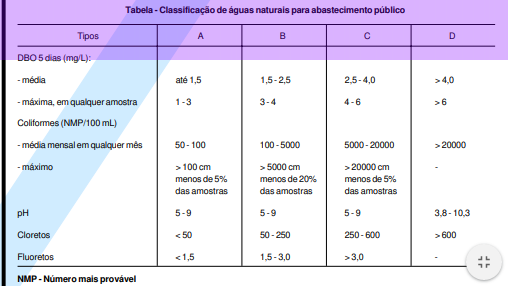 Tabela - Classificação de águas naturais para abastecimento público
Tipos A B C D
DBO 5 dias (mg/L):
- média até 1,5 1,5 - 2,5 2,5 - 4,0 > 4,0
- máxima, em qualquer amostra 1 - 3 3 - 4 4 - 6 > 6
Coliformes (NMP/100 mL)
- média mensal em qualquer mês 50 - 100 100 - 5000 5000 - 20000 > 20000
- máximo > 100 cm > 5000 cm > 20000 cm -
menos de 5% menos de 20% menos de 5%
das amostras das amostras das amostras
pH 5 - 9 5 - 9 5 - 9 3,8 - 10,3
Cloretos < 50 50 - 250 250 - 600 > 600
Fluoretos < 1,5 1,5 - 3,0 > 3,0 -
NMP - Número mais provável